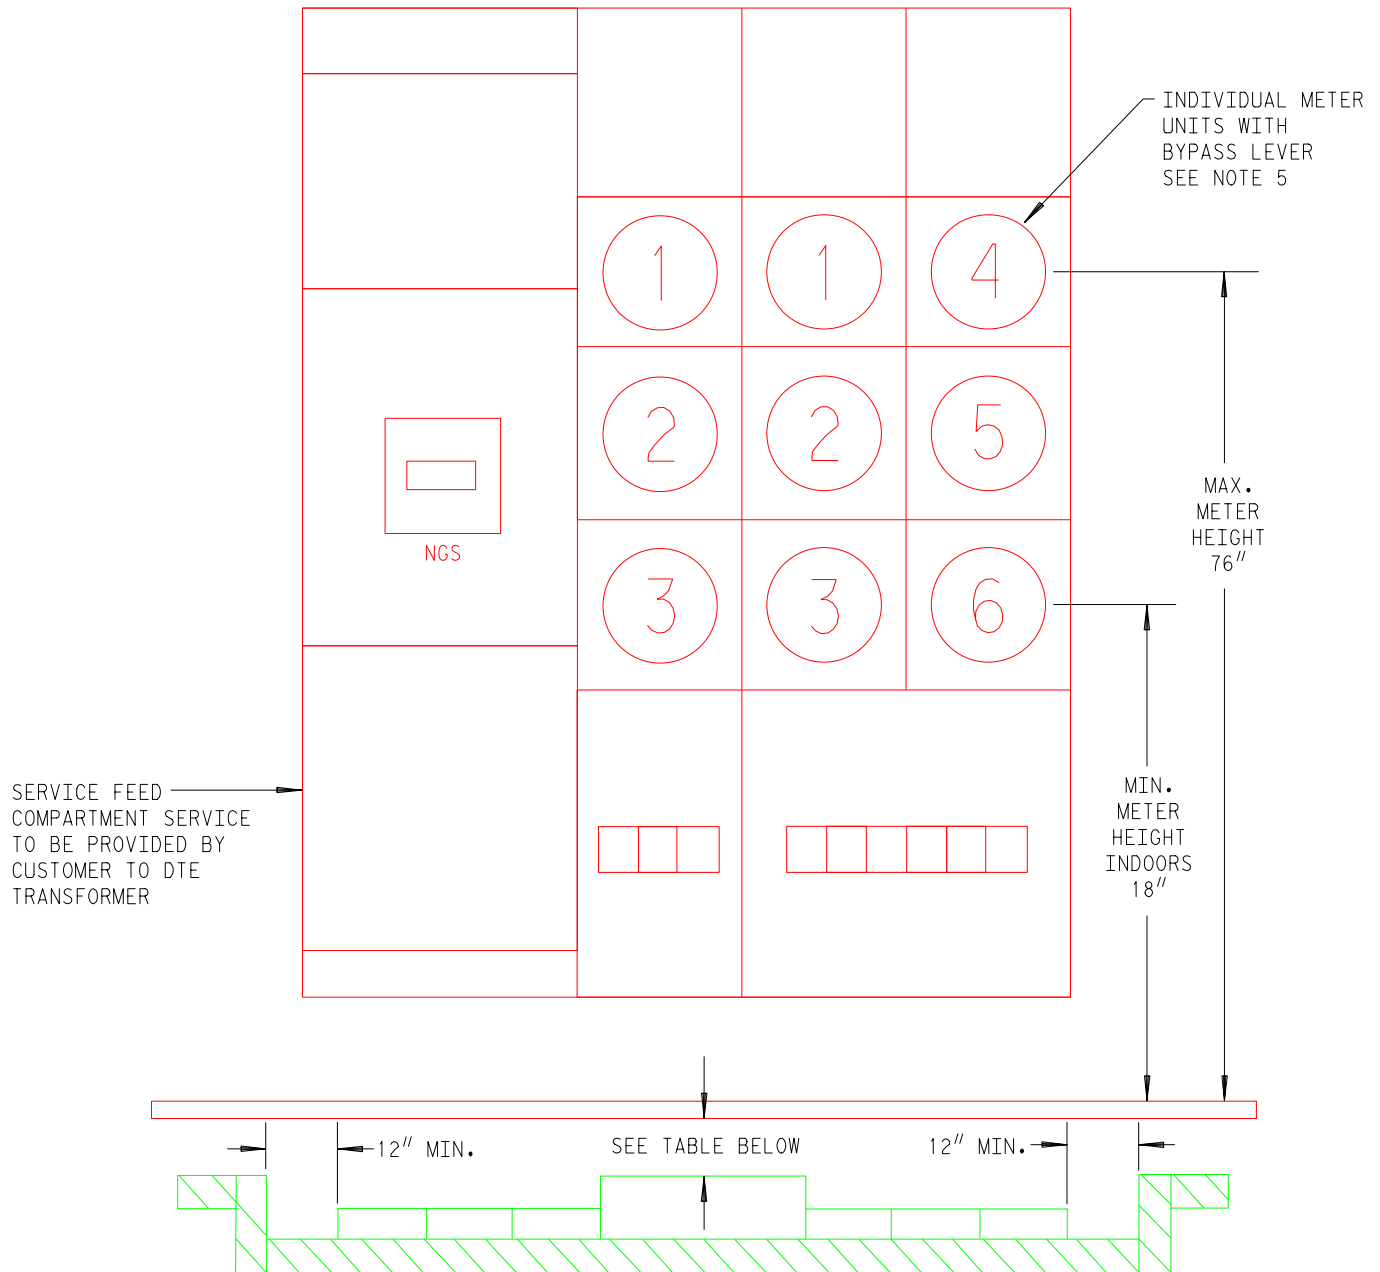 INDIVIDUAL METER
UNITS WITH
BYPASS LEVER
SEE NOTE 5
1 1 4
2 2 5
3 3 6
NGS
MAX.
METER
HEIGHT
76"
MIN.
METER
HEIGHT
INDOORS
18"
SERVICE FEED
COMPARTMENT SERVICE
TO BE PROVIDED BY
CUSTOMER TO DTE
TRANSFORMER
12" MIN.
SEE TABLE BELOW
12" MIN.